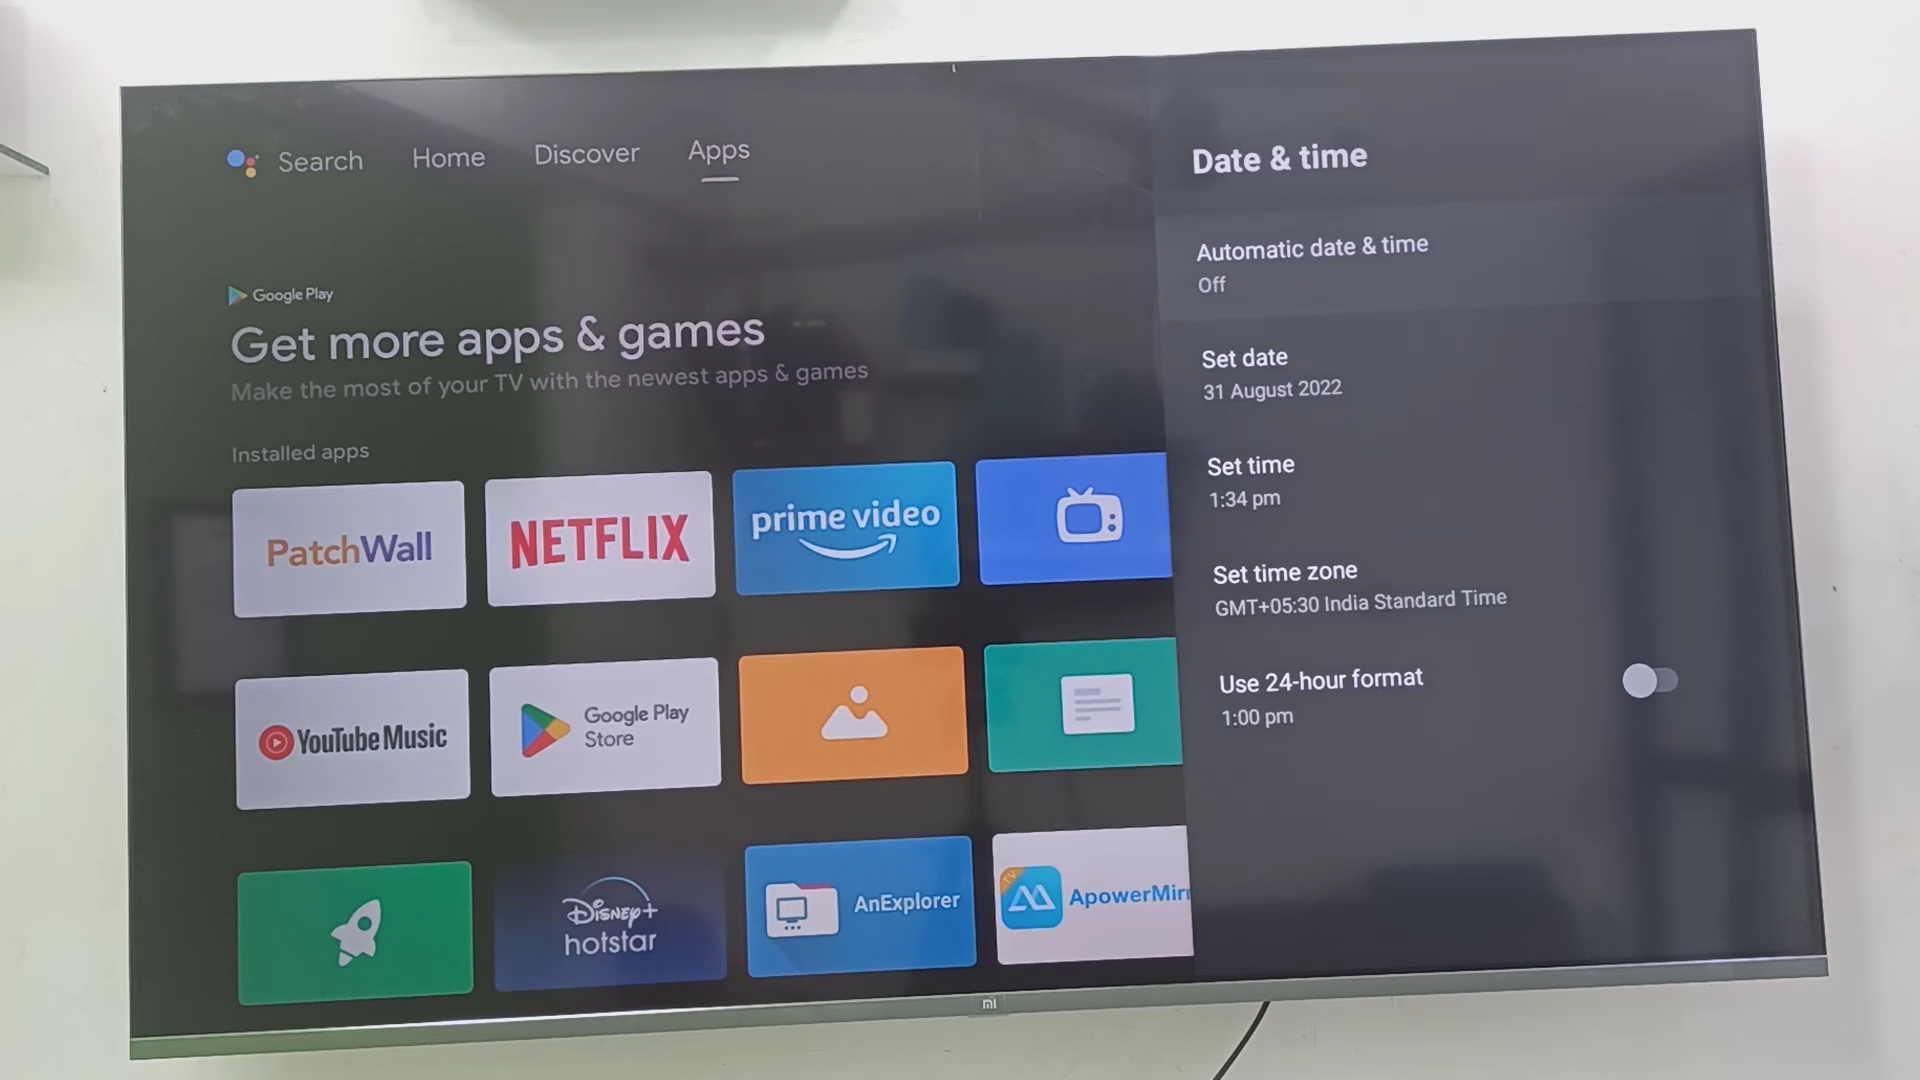 Search Home Discover Apps
Google Play
Get more apps & games
Make the most of your TV with the newest apps & games
Installed apps
PatchWall
NETFLIX
prime video
YouTube Music
Google Play
Store
Disney+
hotstar
AnExplorer
TV
ApowerMirr
Date & time
Automatic date & time
Off
Set date
31 August 2022
Set time
1:34 pm
Set time zone
GMT+05:30 India Standard Time
Use 24-hour format
1:00 pm
mi